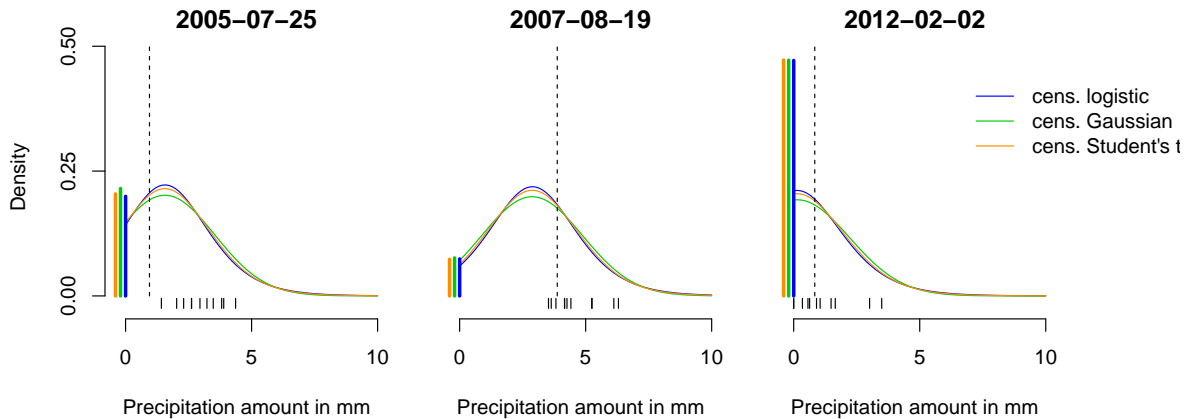 2005−07−25 2007−08−19 2012−02−02
0.50
0.25
0.00
Density
cens. logistic
cens. Gaussian
cens. Student's t
0 5 10 0 5 10 0 5 10
Precipitation amount in mm Precipitation amount in mm Precipitation amount in mm